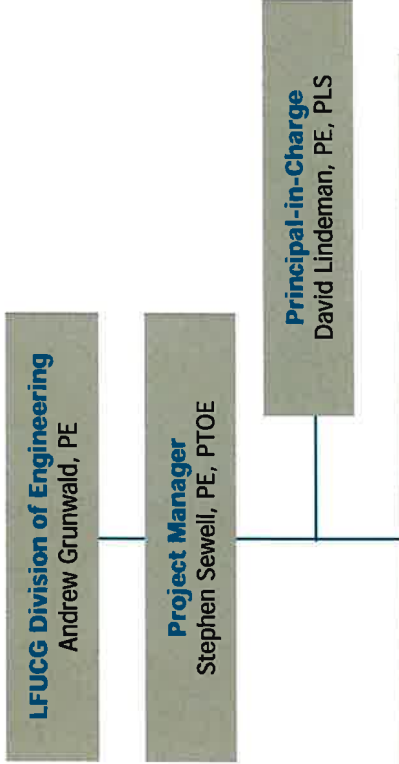 LFUCG Division of Engineering
Andrew Grunwald, PE
Project Manager
Stephen Sewell, PE, PTOE
Principal-in-Charge
David Lindeman, PE, PLS